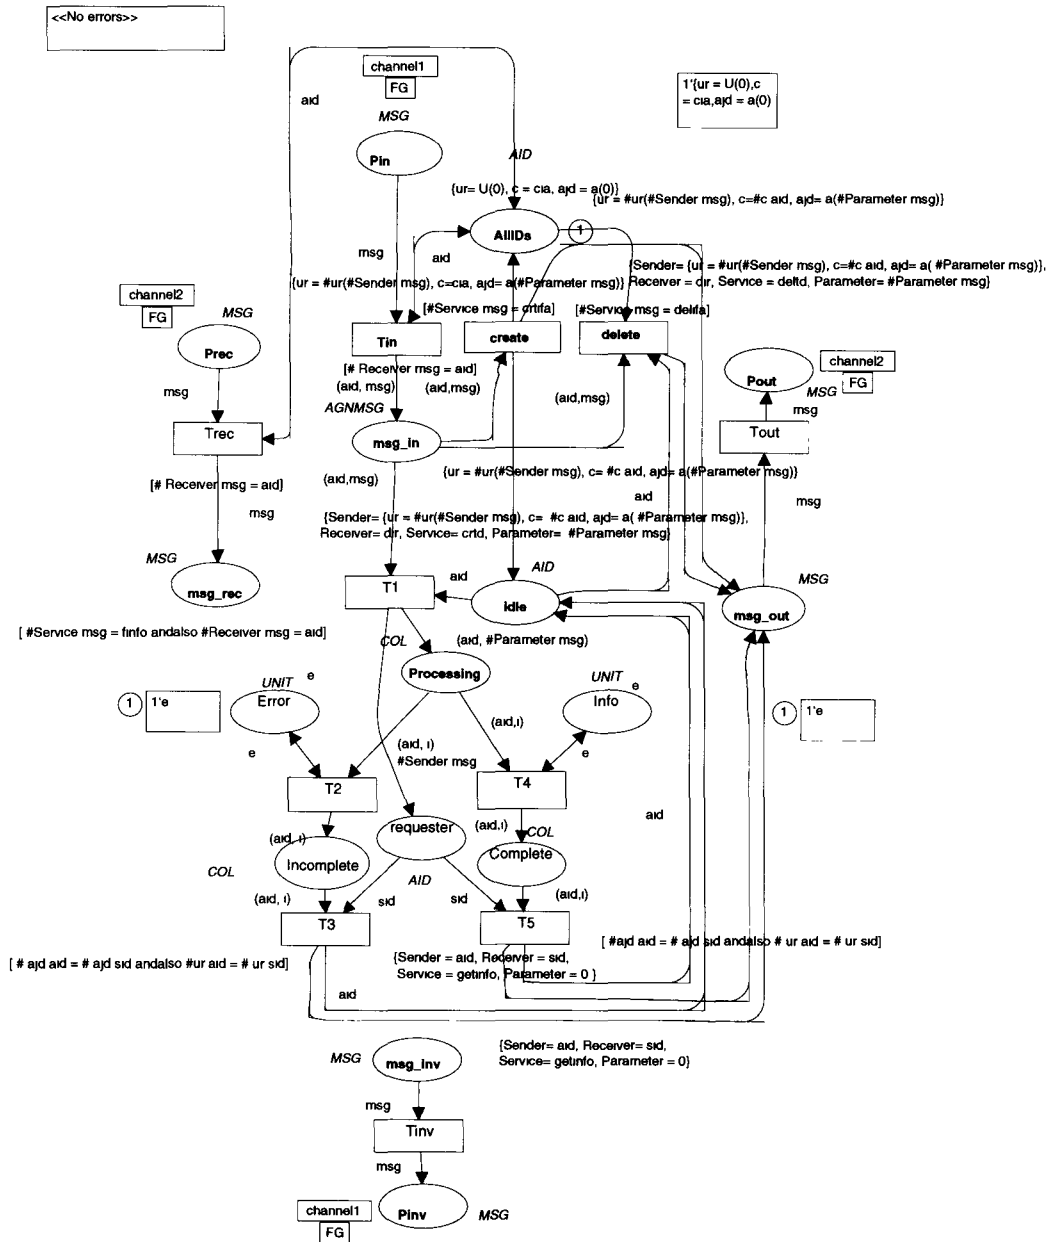 <<No errors>>
channel1
FG
1'{ur = U(0),c
= cia,ajd = a(0)
aid
MSG
Pin
AID
{ur= U(0), c = cia, ajd = a(0)}
{ur = #ur(#Sender msg), c=#c aid, ajd= a(#Parameter msg)}
AllIDs
1
msg
aid
{Sender= {ur = #ur(#Sender msg), c=#c aid, ajd= a( #Parameter msg)},
Receiver = dir, Service = deltd, Parameter= #Parameter msg}
{ur = #ur(#Sender msg), c=cia, ajd= a(#Parameter msg)}
channel2
FG
MSG
[#Service msg = crtifa]
[#Service msg = delifa]
Prec
Tin
create
delete
channel2
FG
Pout
MSG
msg
[# Receiver msg = aid]
(aid, msg)
(aid,msg)
(aid,msg)
msg
AGNMSG
Trec
msg_in
Tout
{ur = #ur(#Sender msg), c= #c aid, ajd= a(#Parameter msg)}
(aid,msg)
[# Receiver msg = aid]
aid
msg
msg
{Sender= {ur = #ur(#Sender msg), c= #c aid, ajd= a( #Parameter msg)},
Receiver= dir, Service= crtd, Parameter= #Parameter msg}
MSG
AID
MSG
aid
T1
msg_rec
idle
msg_out
[ #Service msg = finfo andalso #Receiver msg = aid]
COL
(aid, #Parameter msg)
Processing
UNIT
e
UNIT
e
1
1'e
Error
Info
1
1'e
(aid,i)
e
(aid, i)
#Sender msg
e
T2
T4
aid
(aid, i)
requester
(aid,i)
COL
Incomplete
Complete
COL
AID
(aid, i)
sid
sid
(aid,i)
T3
T5
[ #ajd aid = # ajd sid andalso # ur aid = # ur sid]
[ # ajd aid = # ajd sid andalso #ur aid = # ur sid]
{Sender = aid, Receiver = sid,
Service = getinfo, Parameter = 0 }
aid
{Sender= aid, Receiver= sid,
Service= getinfo, Parameter = 0}
MSG
msg_inv
msg
Tinv
msg
channel1
FG
Pinv
MSG